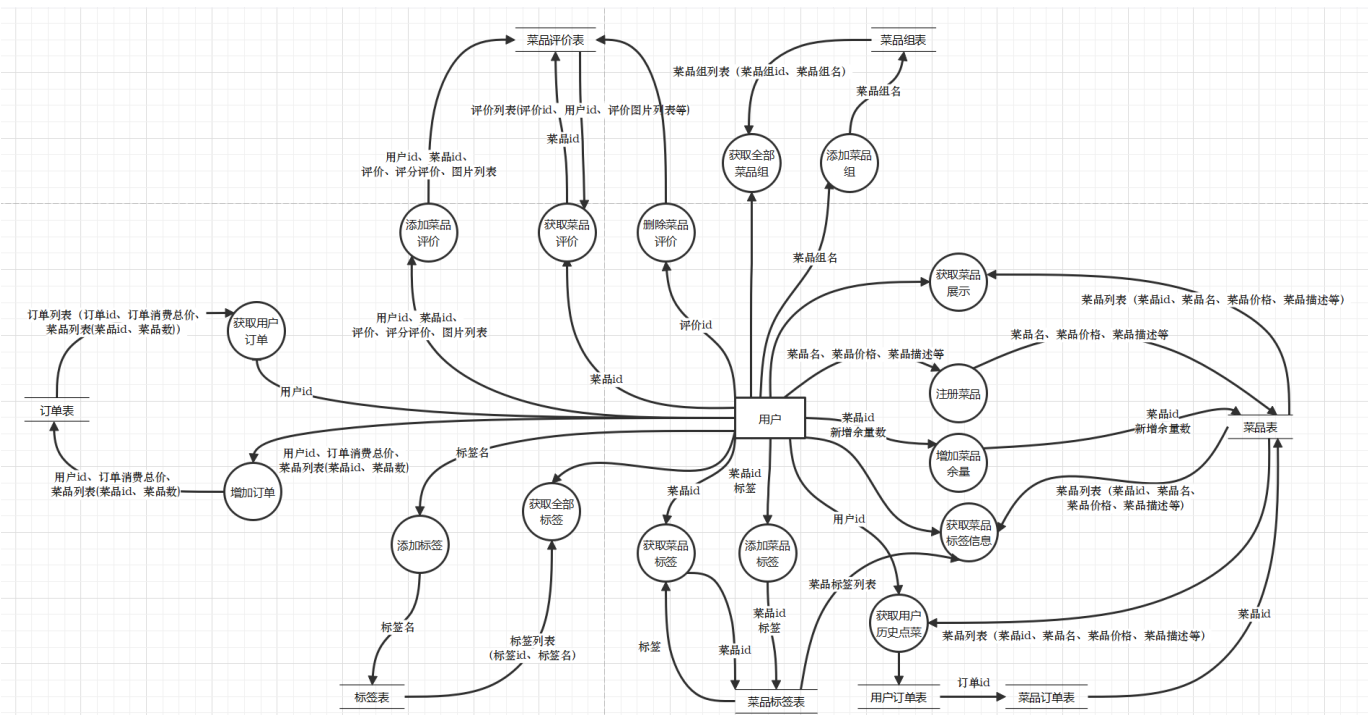 菜品评价表
菜品组表
菜品组列表（菜品组id、菜品组名）
菜品组名
评价列表(评价id、用户id、评价图片列表等)
菜品id
用户id、菜品id、
评价、评分评价、图片列表
获取全部
菜品组
添加菜品
组
添加菜品
评价
获取菜品
评价
删除菜品
评价
菜品组名
获取菜品
展示
菜品列表（菜品id、菜品名、菜品价格、菜品描述等）
订单列表（订单id、订单消费总价、
菜品列表(菜品id、菜品数)）
获取用户
订单
用户id、菜品id、
评价、评分评价、图片列表
评价id
菜品名、菜品价格、菜品描述等
菜品名、菜品价格、菜品描述等
菜品id
用户id
注册菜品
订单表
用户
菜品id
新增余量数
菜品id
新增余量数
菜品表
用户id、订单消费总价、
菜品列表(菜品id、菜品数)
标签名
增加菜品
余量
用户id、订单消费总价、
菜品列表(菜品id、菜品数)
增加订单
菜品id
菜品id
标签
菜品列表（菜品id、菜品名、
菜品价格、菜品描述等）
获取全部
标签
用户id
获取菜品
标签信息
添加标签
获取菜品
标签
添加菜品
标签
菜品标签列表
标签名
标签列表
（标签id、标签名）
标签
菜品id
菜品id
标签
获取用户
历史点菜
菜品列表（菜品id、菜品名、菜品价格、菜品描述等）
菜品id
标签表
菜品标签表
用户订单表
订单id
菜品订单表